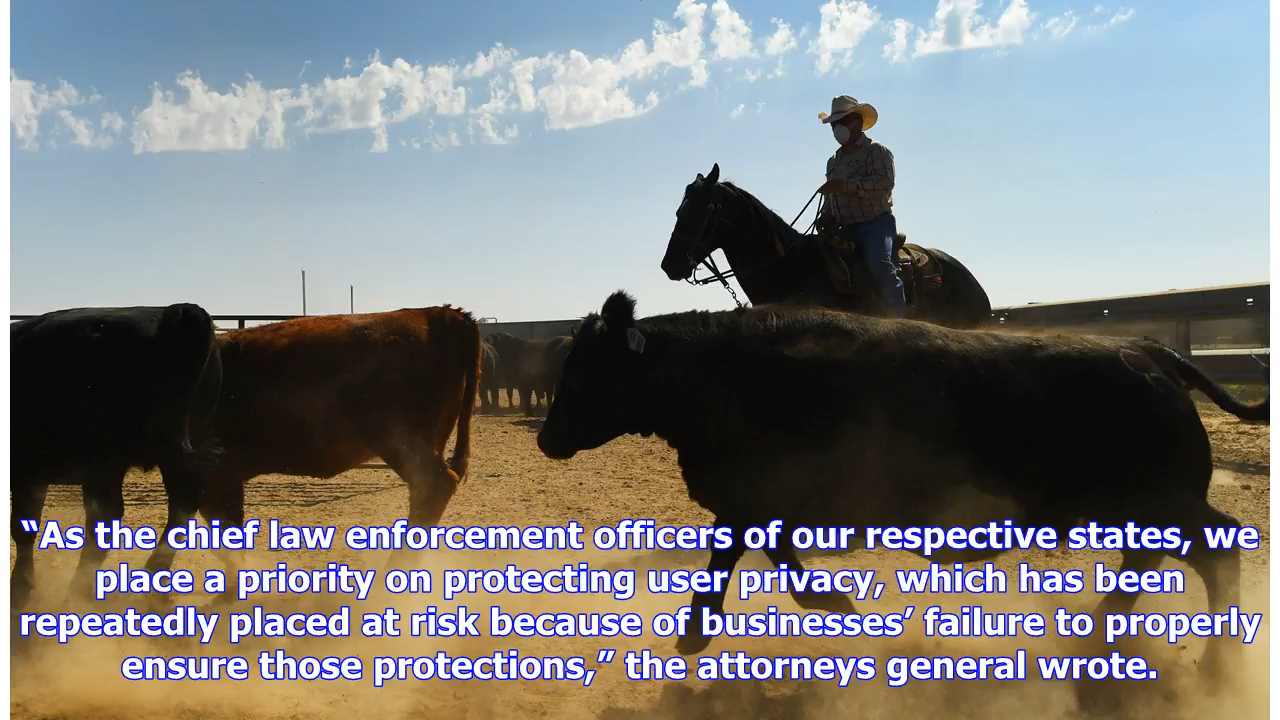 “As the chief law enforcement officers of our respective states, we
place a priority on protecting user privacy, which has been
repeatedly placed at risk because of businesses’ failure to properly
ensure those protections,” the attorneys general wrote.